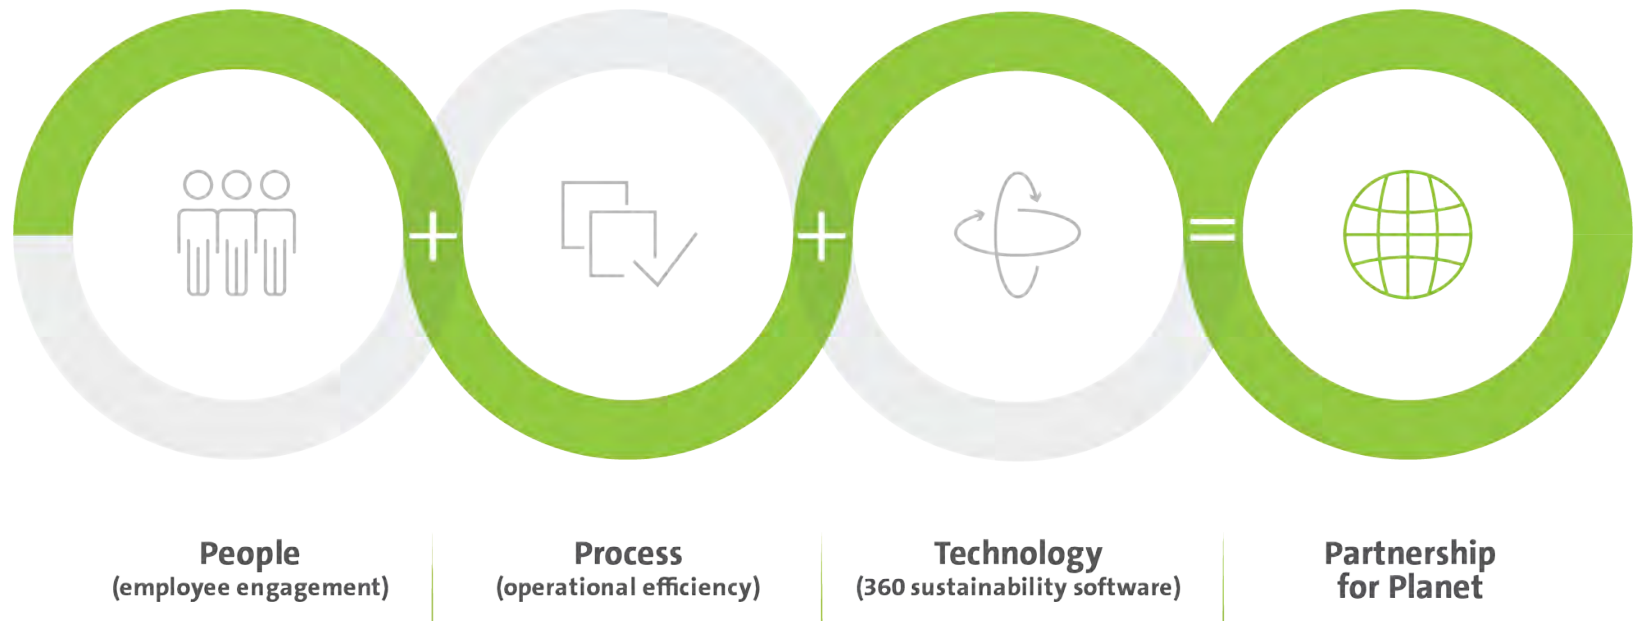 + + =
People
(employee engagement)
Process
(operational efficiency)
Technology
(360 sustainability software)
Partnership
for Planet